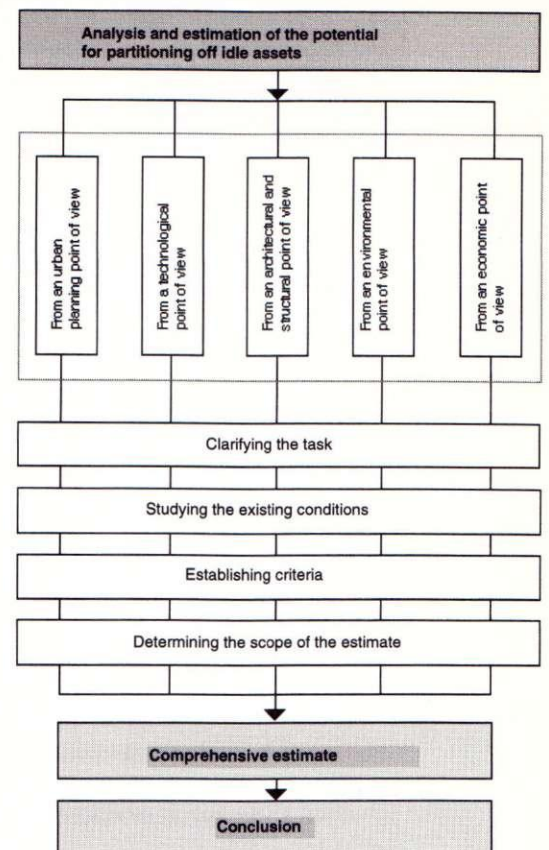 Analysis and estimation of the potential
for partitioning off idle assets
From an urban
planning point of view
From a technological
point of view
From an architectural and
structural point of view
From an environmental
point of view
From an economic point
of view
Clarifying the task
Studying the existing conditions
Establishing criteria
Determining the scope of the estimate
Comprehensive estimate
Conclusion